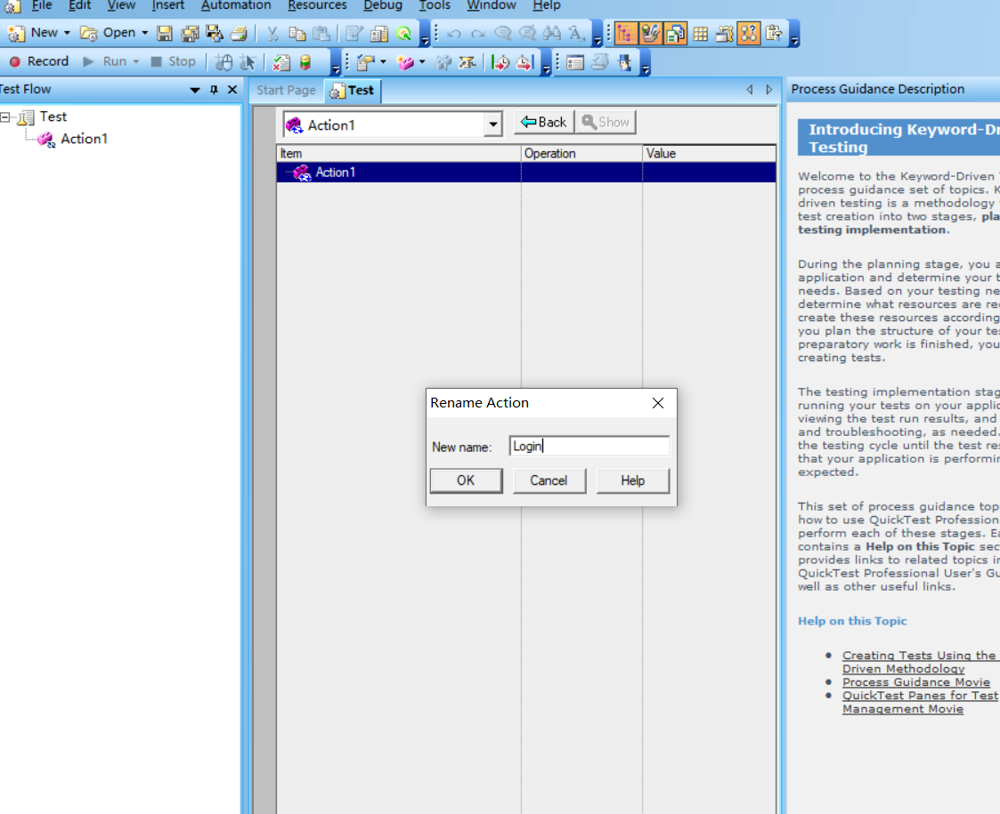 File Edit View Insert Automation Resources Debug Tools Window Help
New Open
Record Run Stop
Test Flow
Test
Action1
Start Page Test
Action1 Back Show
Item Operation Value
Action1
Rename Action
New name: Login
OK Cancel Help
Process Guidance Description
Introducing Keyword-Dri
Testing
Welcome to the Keyword-Driven
process guidance set of topics. K
driven testing is a methodology
test creation into two stages, pla
testing implementation.
During the planning stage, you a
application and determine your t
needs. Based on your testing ne
determine what resources are re
create these resources according
you plan the structure of your te
preparatory work is finished, you
creating tests.
The testing implementation stag
running your tests on your applic
viewing the test run results, and
and troubleshooting, as needed.
the testing cycle until the test re
that your application is performin
expected.
This set of process guidance top
how to use QuickTest Profession
perform each of these stages. Ea
contains a Help on this Topic sec
provides links to related topics in
QuickTest Professional User's Gu
well as other useful links.
Help on this Topic
Creating Tests Using the
Driven Methodology
Process Guidance Movie
QuickTest Panes for Test
Management Movie